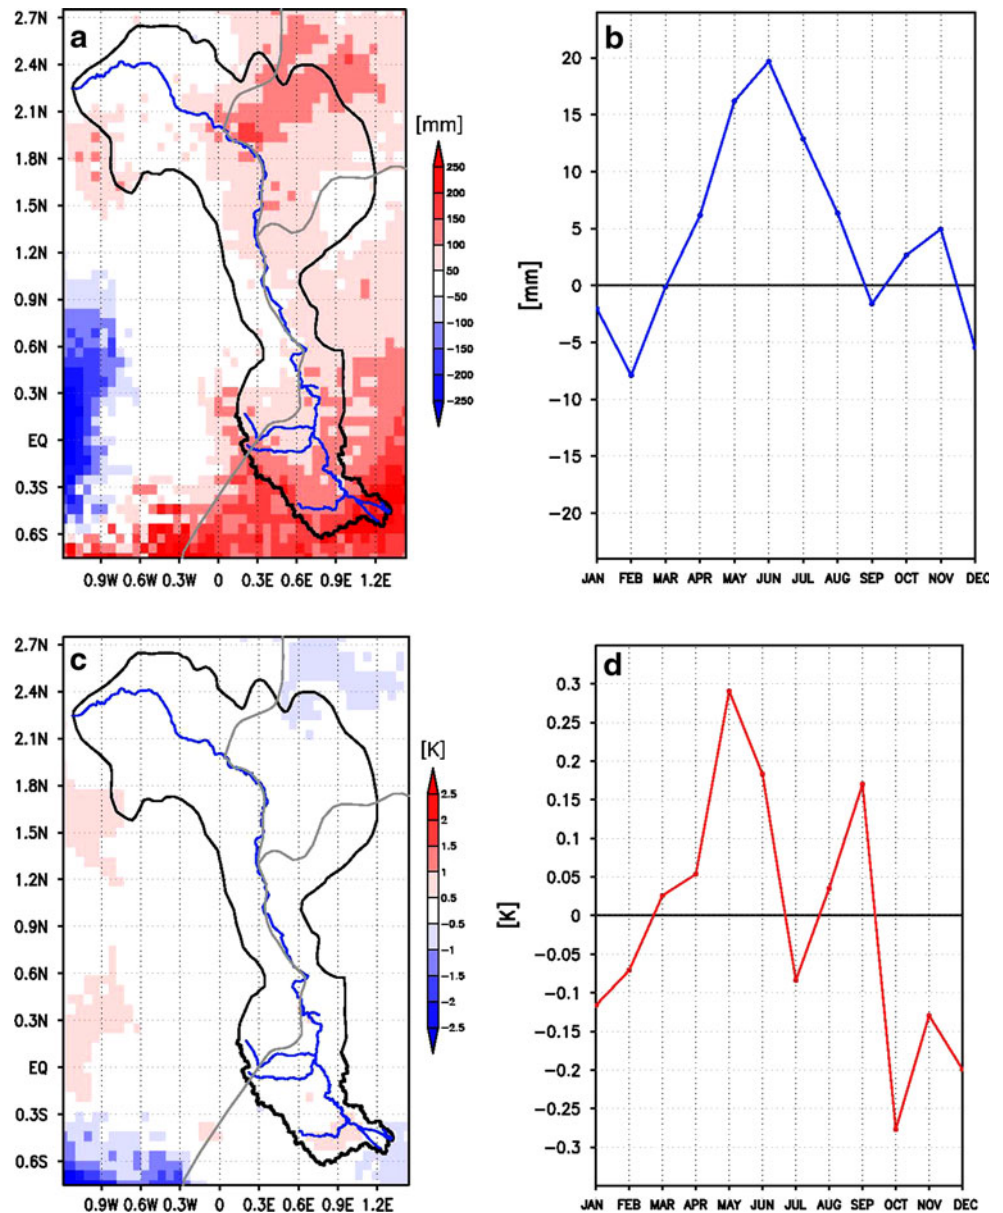 a
2.7N
2.4N
2.1N
1.8N
1.5N
1.2N
0.9N
0.6N
0.3N
EQ
0.3S
0.6S
0.9W 0.6W 0.3W 0 0.3E 0.6E 0.9E 1.2E
[mm]
250
200
150
100
50
-50
-100
-150
-200
-250
b
[mm]
20
15
10
5
0
-5
-10
-15
-20
JAN FEB MAR APR MAY JUN JUL AUG SEP OCT NOV DEC
c
2.7N
2.4N
2.1N
1.8N
1.5N
1.2N
0.9N
0.6N
0.3N
EQ
0.3S
0.6S
0.9W 0.6W 0.3W 0 0.3E 0.6E 0.9E 1.2E
[K]
2.5
2
1.5
1
0.5
-0.5
-1
-1.5
-2
-2.5
d
[K]
0.3
0.25
0.2
0.15
0.1
0.05
0
-0.05
-0.1
-0.15
-0.2
-0.25
-0.3
JAN FEB MAR APR MAY JUN JUL AUG SEP OCT NOV DEC